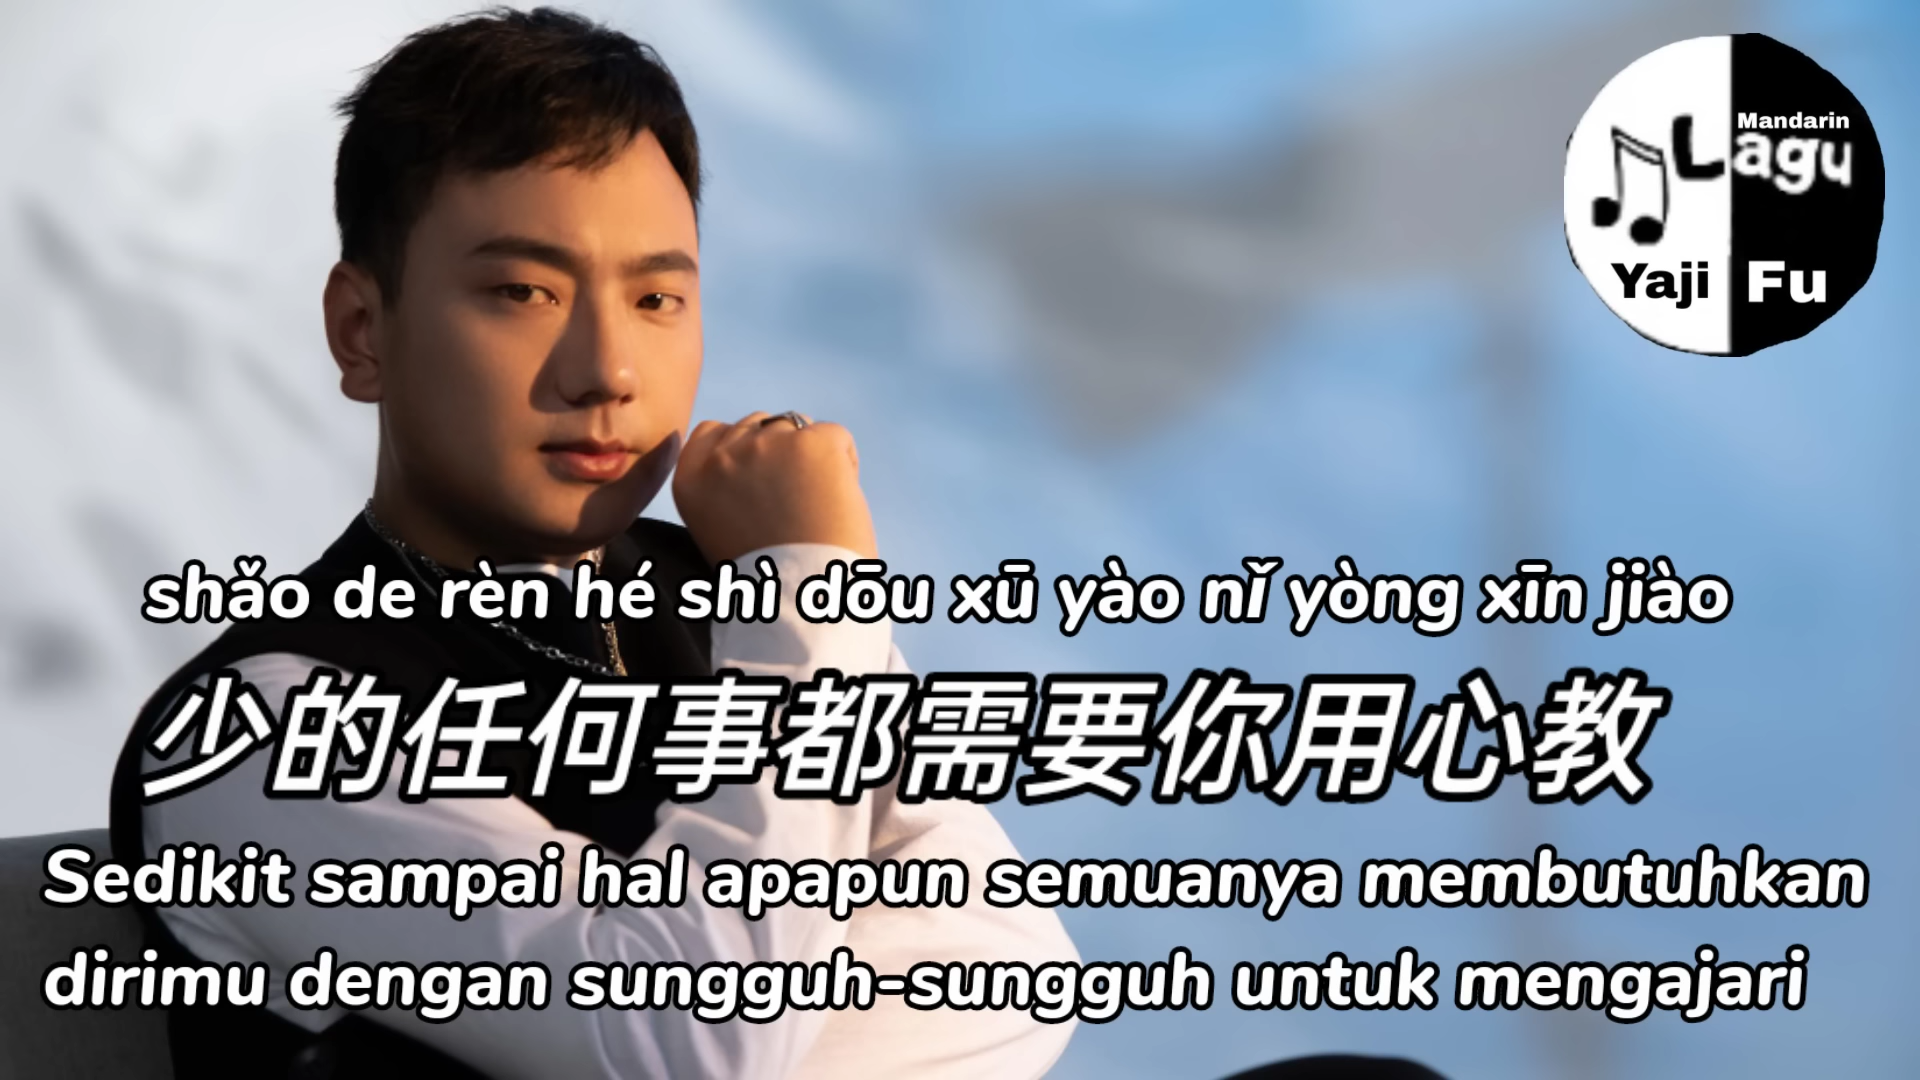 Mandarin
Lagu
Yaji Fu
shǎo de rèn hé shì dōu xū yào nǐ yòng xīn jiào
少的任何事都需要你用心教
Sedikit sampai hal apapun semuanya membutuhkan
dirimu dengan sungguh-sungguh untuk mengajari